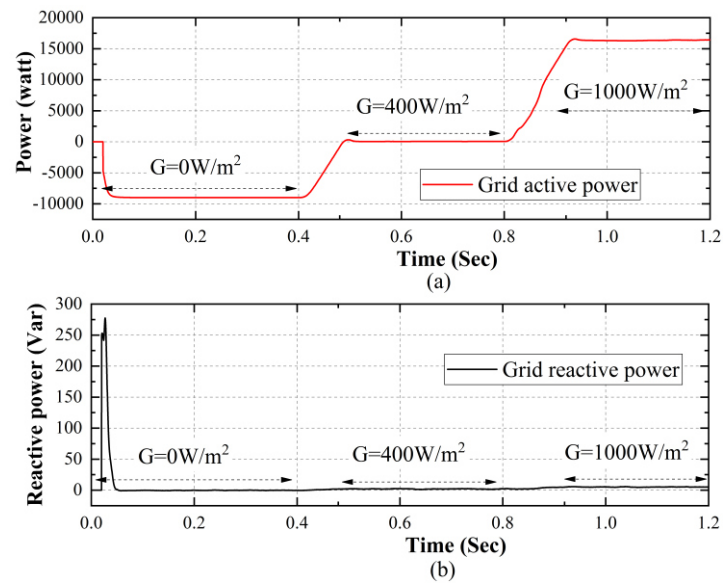 20000
15000
10000
5000
0
-5000
-10000
Power (watt)
G=0W/m²
G=400W/m²
G=1000W/m²
Grid active power
0.0 0.2 0.4 0.6 0.8 1.0 1.2
Time (Sec)
(a)
300
250
200
150
100
50
0
Reactive power (Var)
Grid reactive power
G=0W/m²
G=400W/m²
G=1000W/m²
0.0 0.2 0.4 0.6 0.8 1.0 1.2
Time (Sec)
(b)